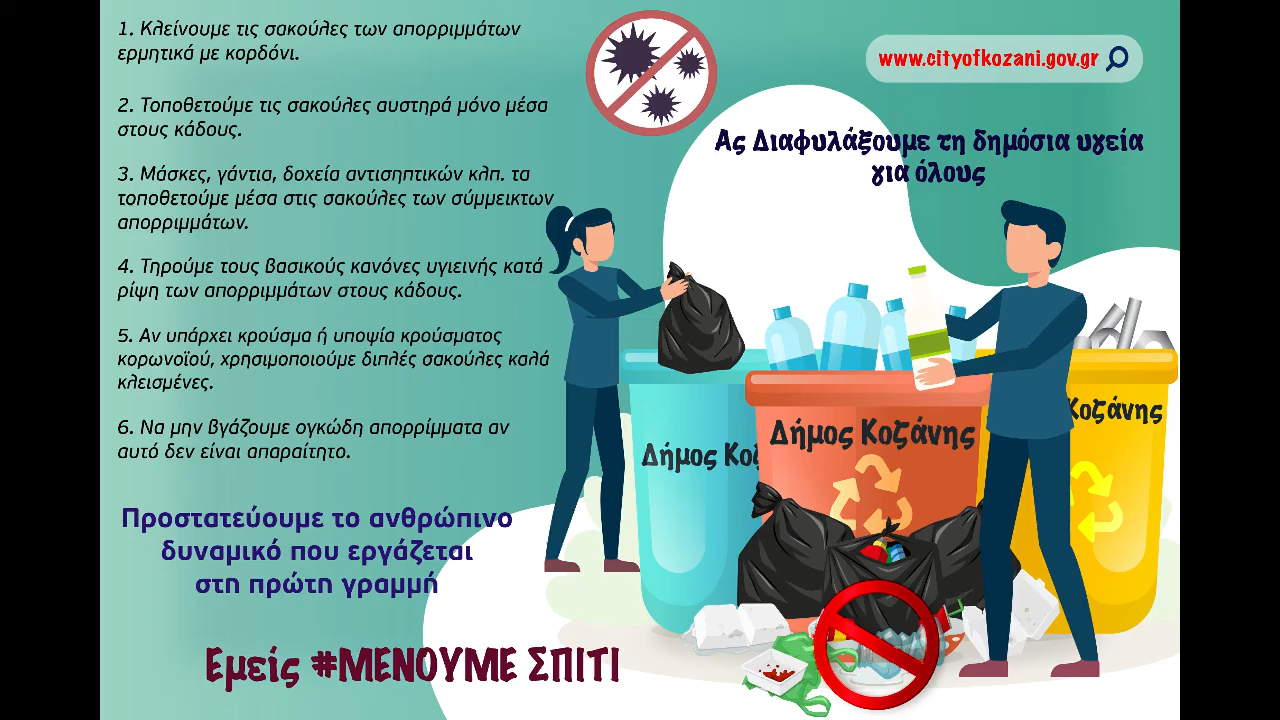 1. Κλείνουμε τις σακούλες των απορριμμάτων
ερμητικά με κορδόνι.
2. Τοποθετούμε τις σακούλες αυστηρά μόνο μέσα
στους κάδους.
3. Μάσκες, γάντια, δοχεία αντισηπτικών κλπ. τα
τοποθετούμε μέσα στις σακούλες των σύμμεικτων
απορριμμάτων.
4. Τηρούμε τους βασικούς κανόνες υγιεινής κατά
ρίψη των απορριμμάτων στους κάδους.
5. Αν υπάρχει κρούσμα ή υποψία κρούσματος
κορωνοϊού, χρησιμοποιούμε διπλές σακούλες καλά
κλεισμένες.
6. Να μην βγάζουμε ογκώδη απορρίμματα αν
αυτό δεν είναι απαραίτητο.
Προστατεύουμε το ανθρώπινο
δυναμικό που εργάζεται
στη πρώτη γραμμή
Εμείς #ΜΕΝΟΥΜΕ ΣΠΙΤΙ
www.cityofkozani.gov.gr
Ας Διαφυλάξουμε τη δημόσια υγεία
για όλους
Δήμος Κοζ
Δήμος Κοζάνης
Κοζάνης